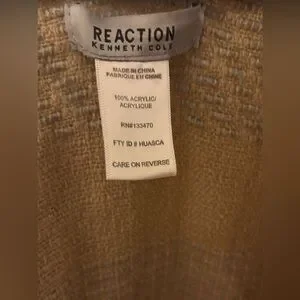 REACTION
KENNETH COLE
MADE IN CHINA
FABRIQUE EN CHINE
100% ACRYLIC/
ACRYLIQUE
RN#133470
FTY ID # HUASCA
CARE ON REVERSE